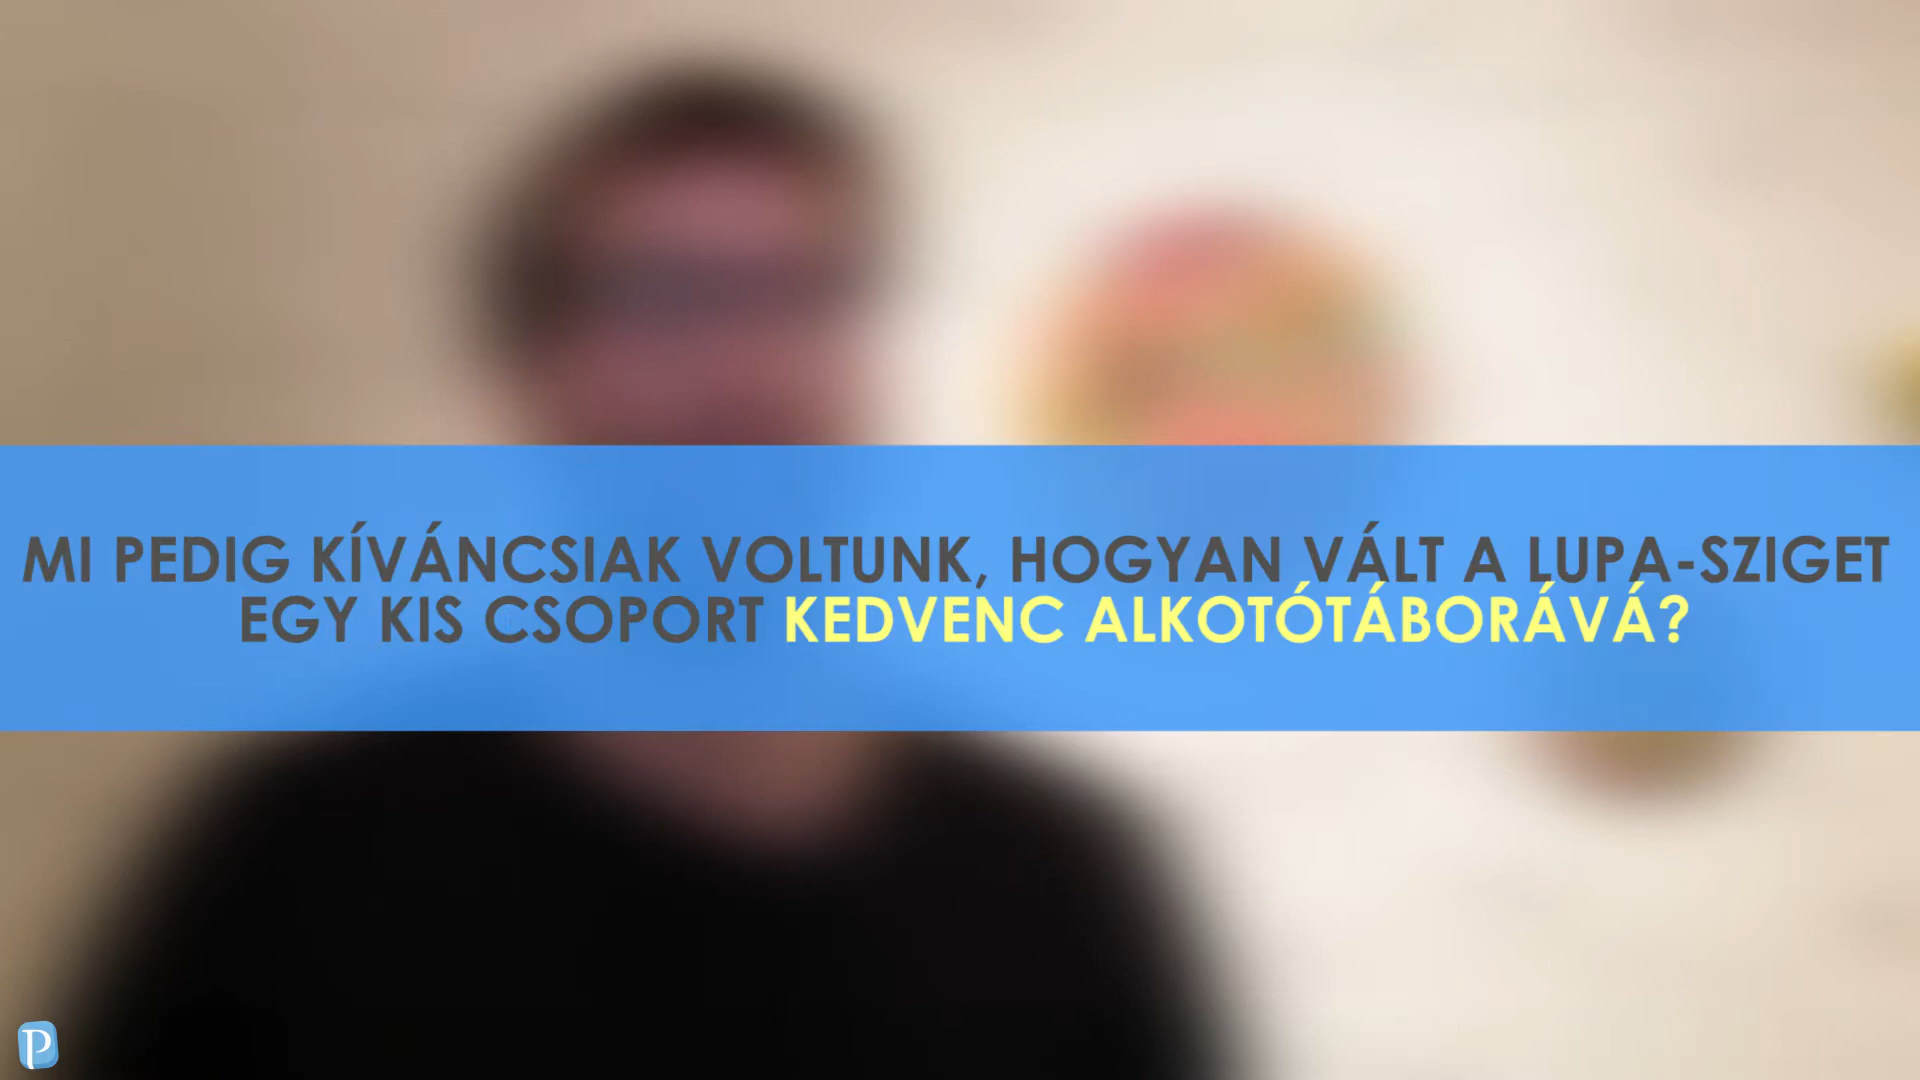 MI PEDIG KÍVÁNCSIAK VOLTUNK, HOGYAN VÁLT A LUPA-SZIGET
EGY KIS CSOPORT KEDVENC ALKOTÓTÁBORÁVÁ?
P